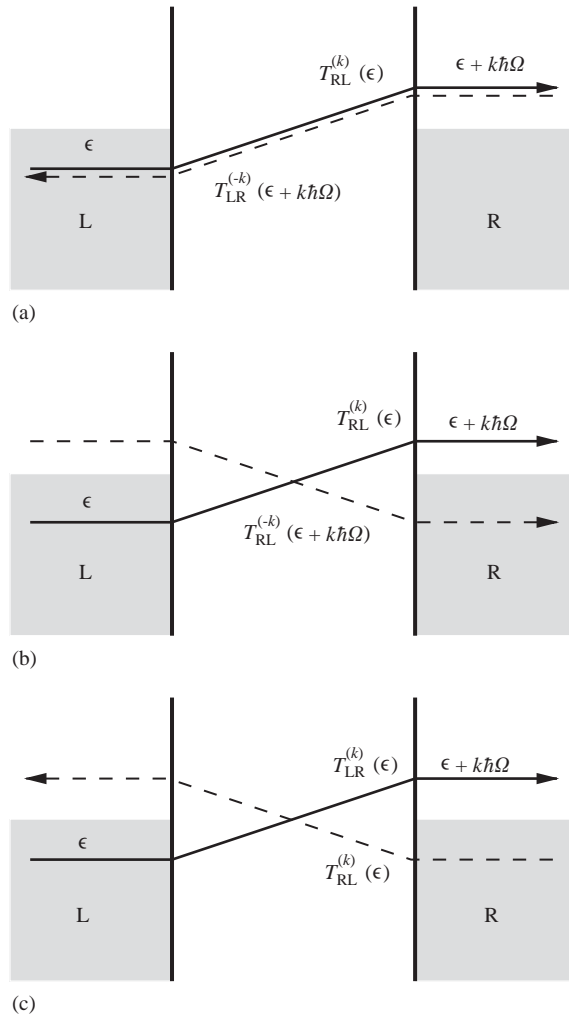 T_RL^(k) (ϵ)
ϵ + kħΩ
ϵ
T_LR^(-k) (ϵ + kħΩ)
L
R
(a)
T_RL^(k) (ϵ)
ϵ + kħΩ
ϵ
T_RL^(-k) (ϵ + kħΩ)
L
R
(b)
T_LR^(k) (ϵ)
ϵ + kħΩ
ϵ
T_RL^(k) (ϵ)
L
R
(c)